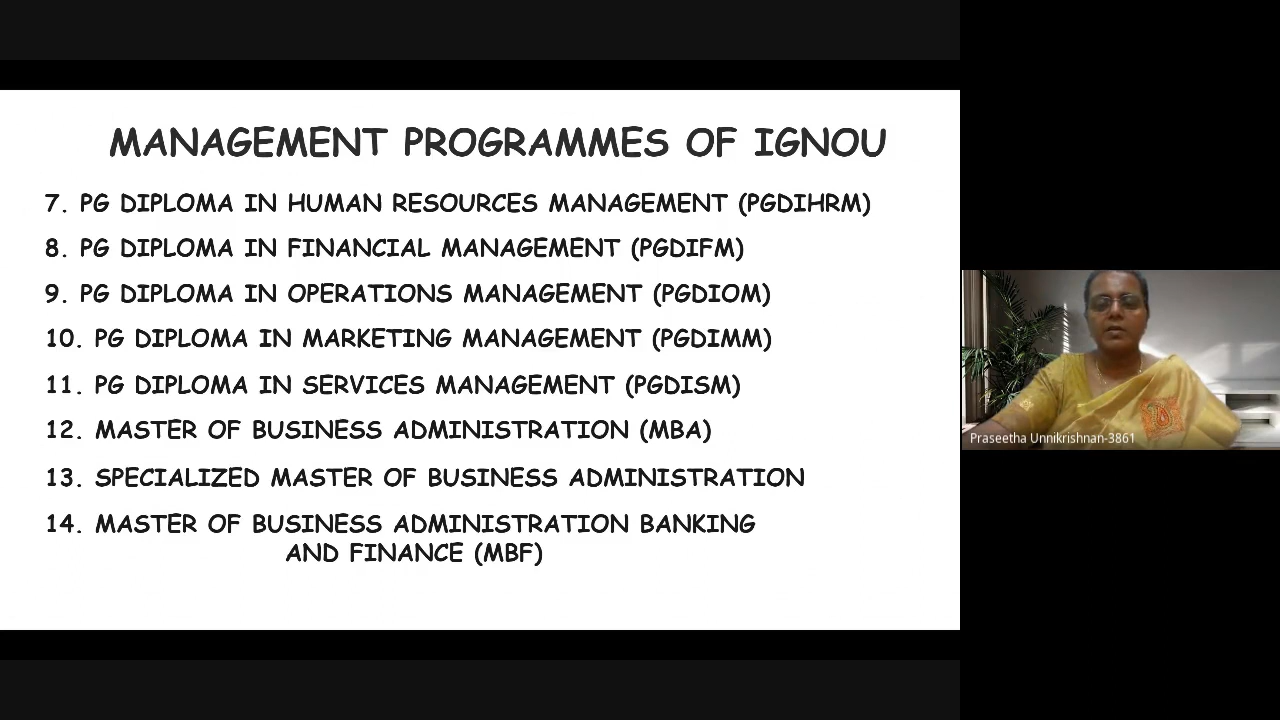 MANAGEMENT PROGRAMMES OF IGNOU
7. PG DIPLOMA IN HUMAN RESOURCES MANAGEMENT (PGDIHRM)
8. PG DIPLOMA IN FINANCIAL MANAGEMENT (PGDIFM)
9. PG DIPLOMA IN OPERATIONS MANAGEMENT (PGDIOM)
10. PG DIPLOMA IN MARKETING MANAGEMENT (PGDIMM)
11. PG DIPLOMA IN SERVICES MANAGEMENT (PGDISM)
12. MASTER OF BUSINESS ADMINISTRATION (MBA)
13. SPECIALIZED MASTER OF BUSINESS ADMINISTRATION
14. MASTER OF BUSINESS ADMINISTRATION BANKING
AND FINANCE (MBF)
Praseetha Unnikrishnan-3861